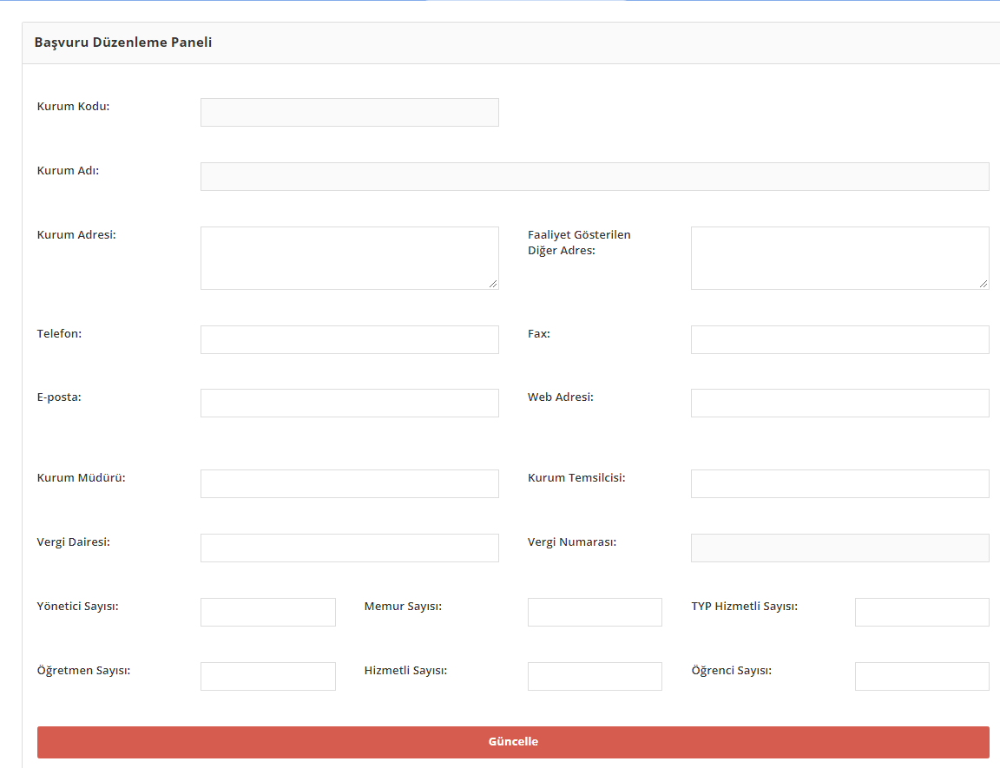 Başvuru Düzenleme Paneli
Kurum Kodu:
Kurum Adı:
Kurum Adresi:
Faaliyet Gösterilen
Diğer Adres:
Telefon:
Fax:
E-posta:
Web Adresi:
Kurum Müdürü:
Kurum Temsilcisi:
Vergi Dairesi:
Vergi Numarası:
Yönetici Sayısı:
Memur Sayısı:
TYP Hizmetli Sayısı:
Öğretmen Sayısı:
Hizmetli Sayısı:
Öğrenci Sayısı:
Güncelle